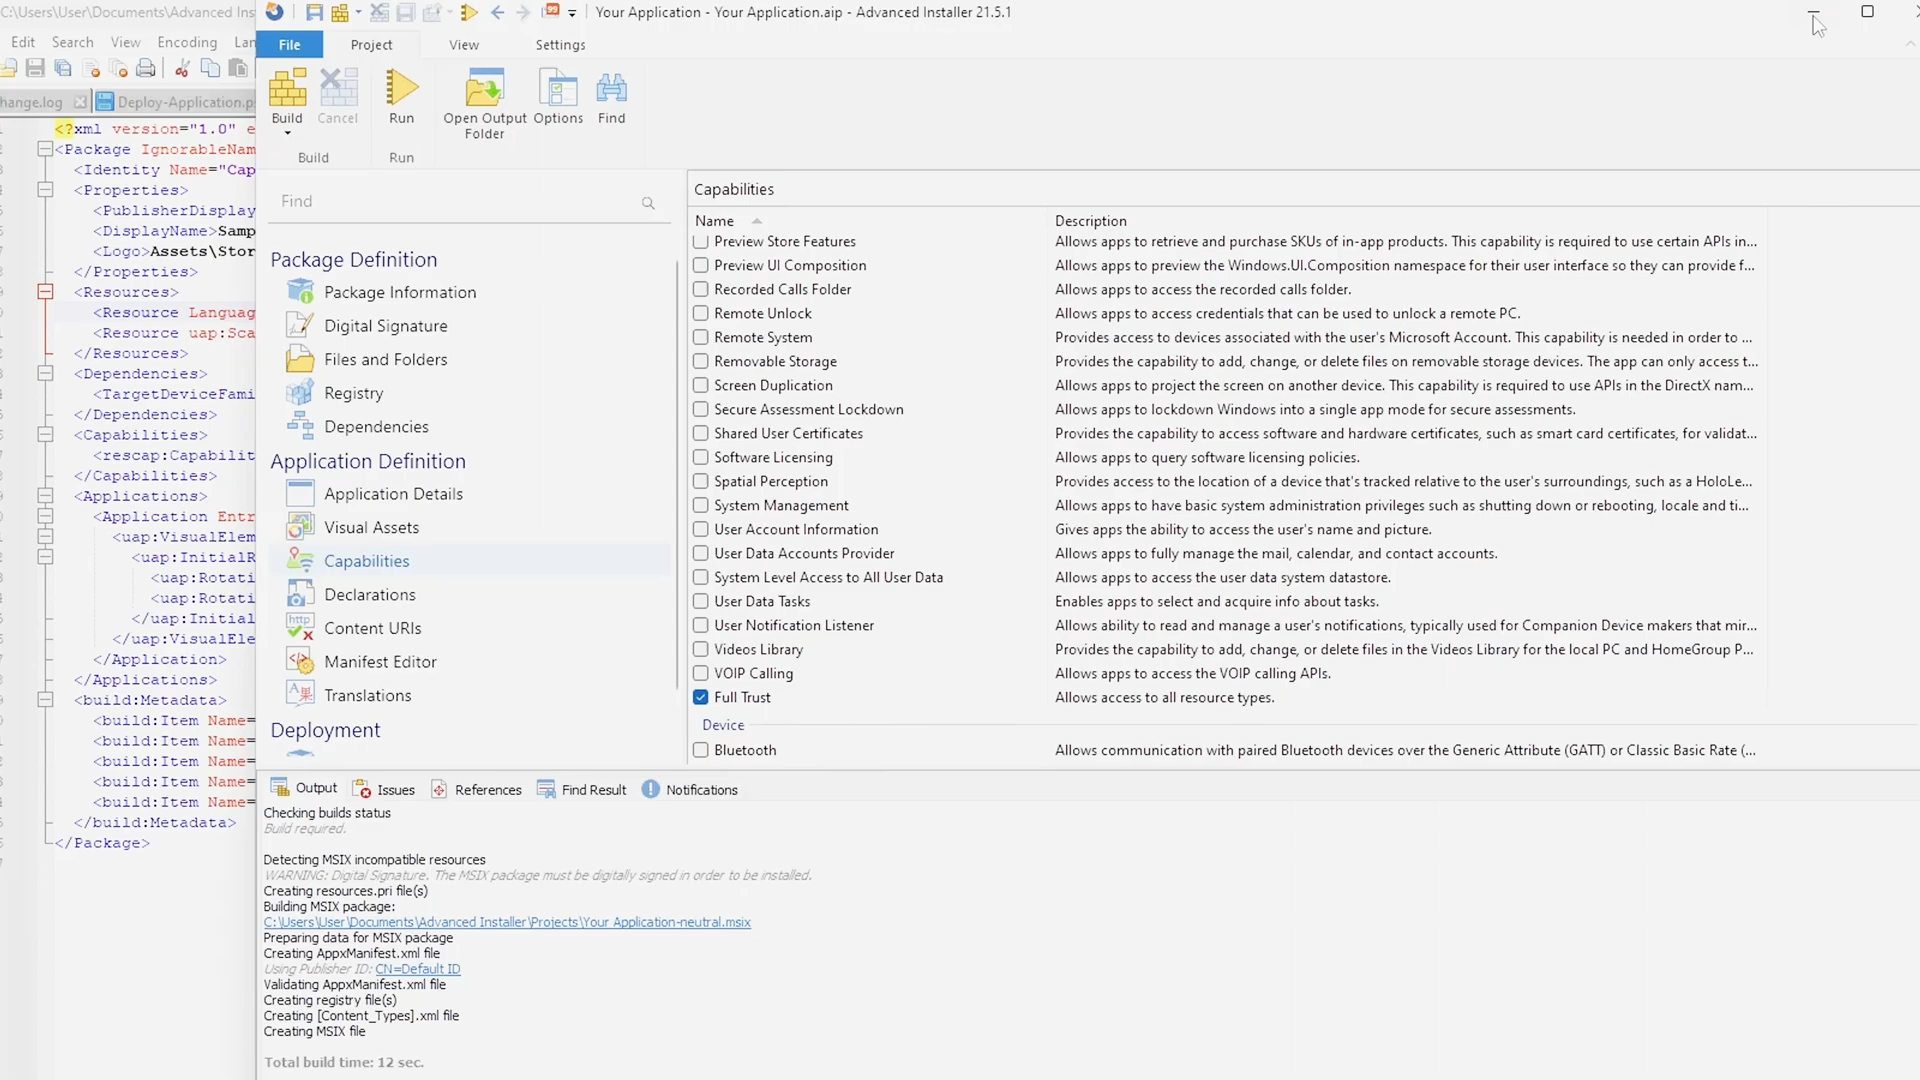 C:\Users\User\Documents\Advanced Ins
Edit Search View Encoding Lan
hange.log
Deploy-Application.p
<?xml version="1.0" e
<Package IgnorableNam
<Identity Name="Cap
<Properties>
<PublisherDisplay
<DisplayName>Samp
<Logo>Assets\Stor
</Properties>
<Resources>
<Resource Languag
<Resource uap:Sca
</Resources>
<Dependencies>
<TargetDeviceFami
</Dependencies>
<Capabilities>
<rescap:Capabilit
</Capabilities>
<Applications>
<Application Entr
<uap:VisualElem
<uap:InitialR
<uap:Rotati
<uap:Rotati
</uap:Initial
</uap:VisualEle
</Application>
</Applications>
<build:Metadata>
<build:Item Name=
<build:Item Name=
<build:Item Name=
<build:Item Name=
<build:Item Name=
</build:Metadata>
</Package>
99
Your Application - Your Application.aip - Advanced Installer 21.5.1
File Project View Settings
Build
Cancel
Run
Open Output Folder
Options
Find
Build
Run
Find
Package Definition
Package Information
Digital Signature
Files and Folders
Registry
Dependencies
Application Definition
Application Details
Visual Assets
Capabilities
Declarations
http
Content URIs
Manifest Editor
Translations
Deployment
Capabilities
Name Description
Preview Store Features Allows apps to retrieve and purchase SKUs of in-app products. This capability is required to use certain APIs in...
Preview UI Composition Allows apps to preview the Windows.UI.Composition namespace for their user interface so they can provide f...
Recorded Calls Folder Allows apps to access the recorded calls folder.
Remote Unlock Allows apps to access credentials that can be used to unlock a remote PC.
Remote System Provides access to devices associated with the user's Microsoft Account. This capability is needed in order to ...
Removable Storage Provides the capability to add, change, or delete files on removable storage devices. The app can only access t...
Screen Duplication Allows apps to project the screen on another device. This capability is required to use APIs in the DirectX nam...
Secure Assessment Lockdown Allows apps to lockdown Windows into a single app mode for secure assessments.
Shared User Certificates Provides the capability to access software and hardware certificates, such as smart card certificates, for validat...
Software Licensing Allows apps to query software licensing policies.
Spatial Perception Provides access to the location of a device that's tracked relative to the user's surroundings, such as a HoloLe...
System Management Allows apps to have basic system administration privileges such as shutting down or rebooting, locale and ti...
User Account Information Gives apps the ability to access the user's name and picture.
User Data Accounts Provider Allows apps to fully manage the mail, calendar, and contact accounts.
System Level Access to All User Data Allows apps to access the user data system datastore.
User Data Tasks Enables apps to select and acquire info about tasks.
User Notification Listener Allows ability to read and manage a user's notifications, typically used for Companion Device makers that mir...
Videos Library Provides the capability to add, change, or delete files in the Videos Library for the local PC and HomeGroup P...
VOIP Calling Allows apps to access the VOIP calling APIs.
Full Trust Allows access to all resource types.
Device
Bluetooth Allows communication with paired Bluetooth devices over the Generic Attribute (GATT) or Classic Basic Rate (...
Output Issues References Find Result Notifications
Checking builds status
Build required.
Detecting MSIX incompatible resources
WARNING: Digital Signature. The MSIX package must be digitally signed in order to be installed.
Creating resources.pri file(s)
Building MSIX package:
C:\Users\User\Documents\Advanced Installer\Projects\Your Application-neutral.msix
Preparing data for MSIX package
Creating AppxManifest.xml file
Using Publisher ID: CN=Default ID
Validating AppxManifest.xml file
Creating registry file(s)
Creating [Content_Types].xml file
Creating MSIX file
Total build time: 12 sec.